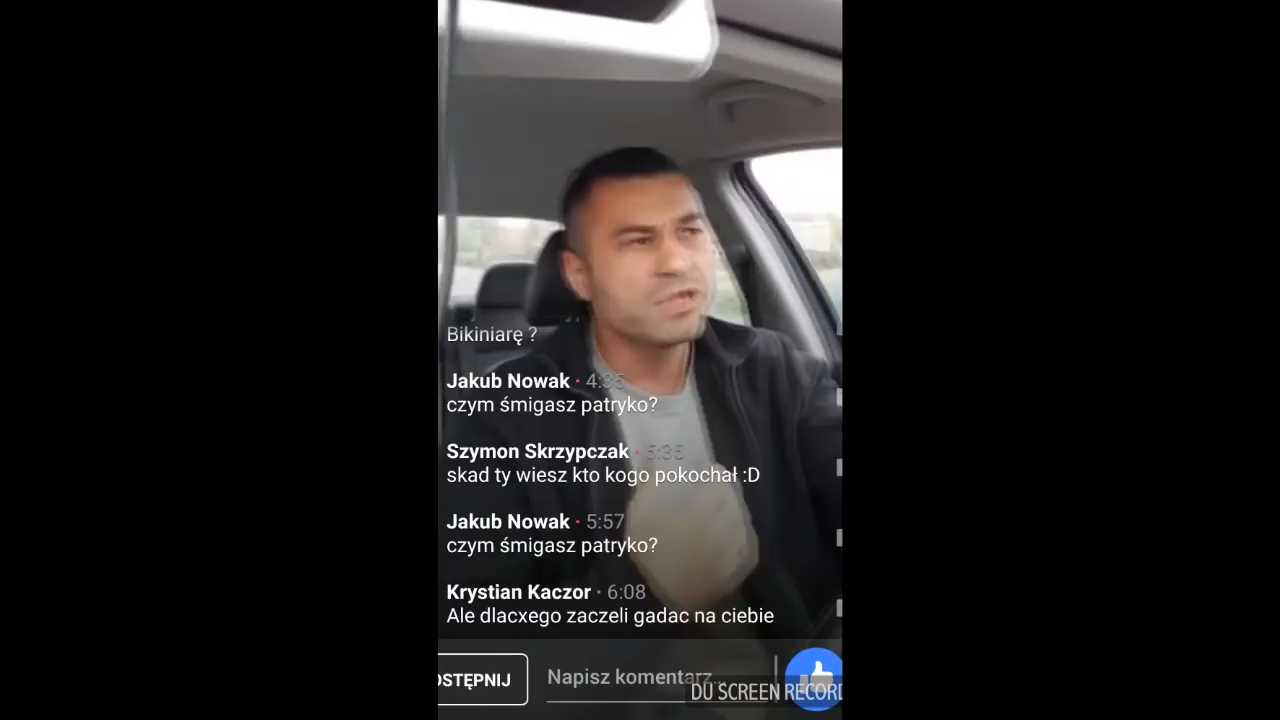 Bikiniarę ?
Jakub Nowak · 4:35
czym śmigasz patryko?
Szymon Skrzypczak · 5:35
skad ty wiesz kto kogo pokochał :D
Jakub Nowak · 5:57
czym śmigasz patryko?
Krystian Kaczor · 6:08
Ale dlacxego zaczeli gadac na ciebie
OSTĘPNIJ
Napisz komentarz...
DU SCREEN RECORD